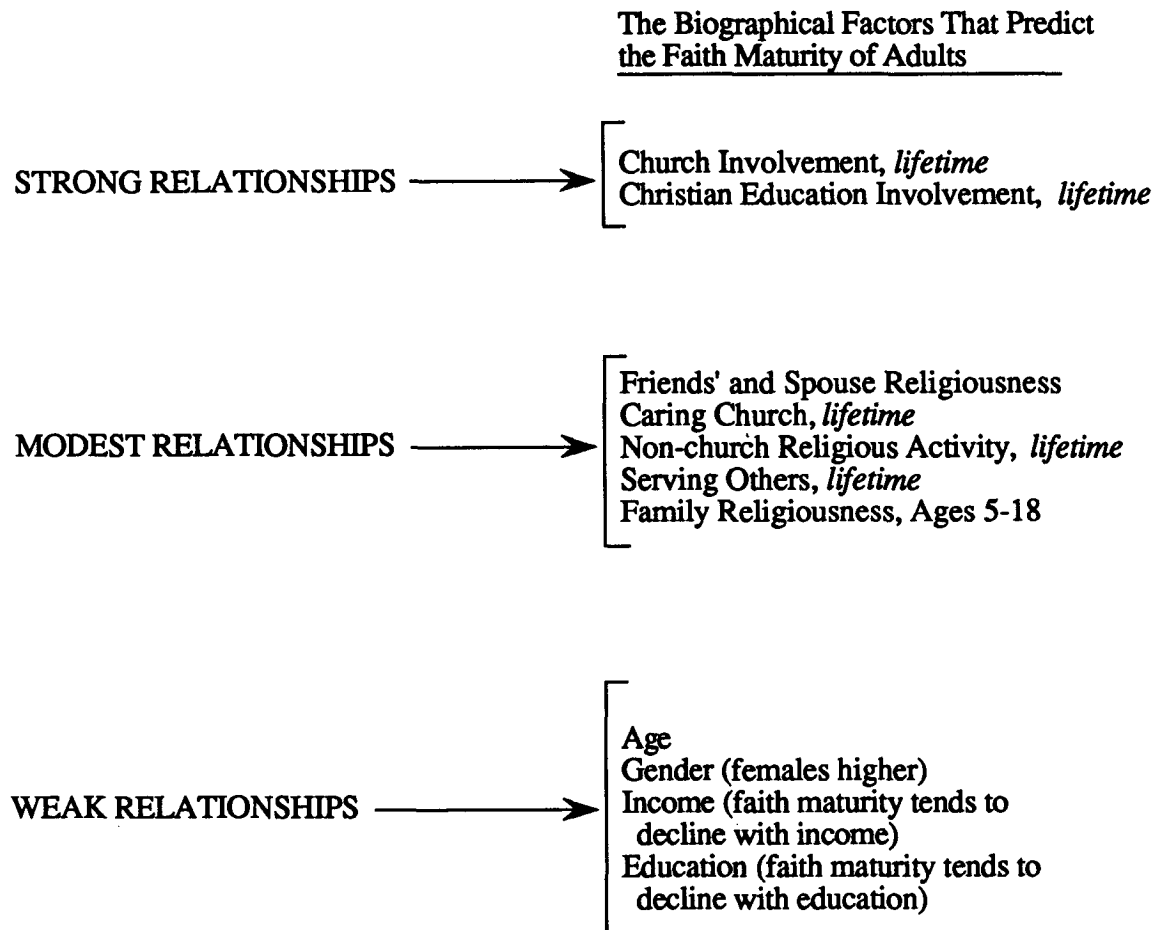 The Biographical Factors That Predict
the Faith Maturity of Adults
STRONG RELATIONSHIPS
Church Involvement, lifetime
Christian Education Involvement, lifetime
MODEST RELATIONSHIPS
Friends' and Spouse Religiousness
Caring Church, lifetime
Non-church Religious Activity, lifetime
Serving Others, lifetime
Family Religiousness, Ages 5-18
WEAK RELATIONSHIPS
Age
Gender (females higher)
Income (faith maturity tends to
decline with income)
Education (faith maturity tends to
decline with education)